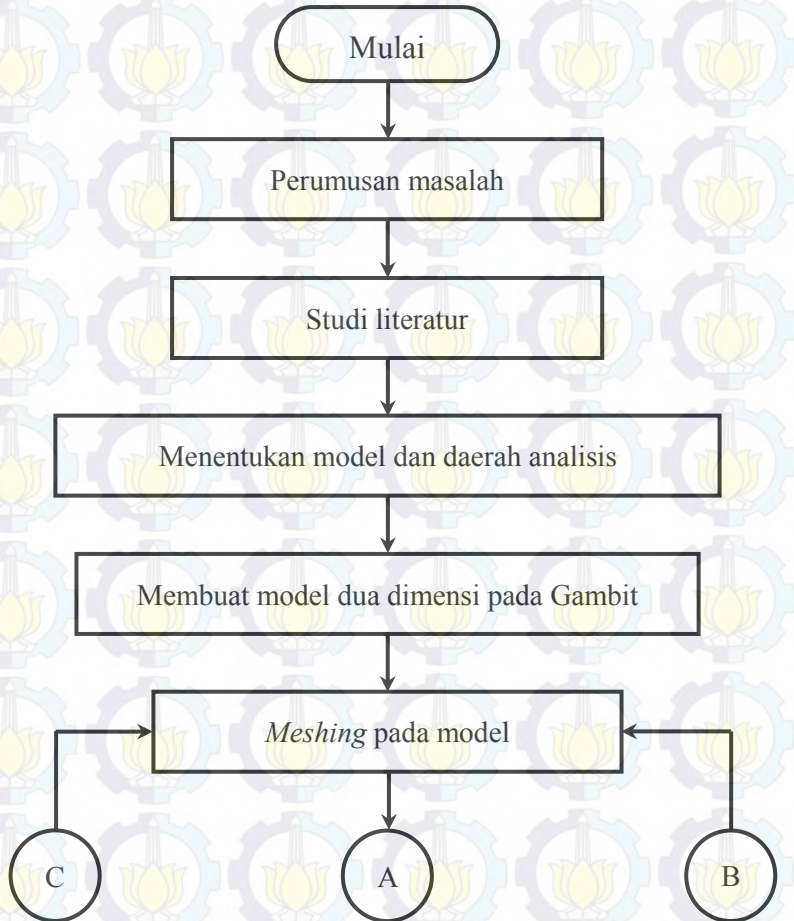 Mulai
Perumusan masalah
Studi literatur
Menentukan model dan daerah analisis
Membuat model dua dimensi pada Gambit
Meshing pada model
C
A
B